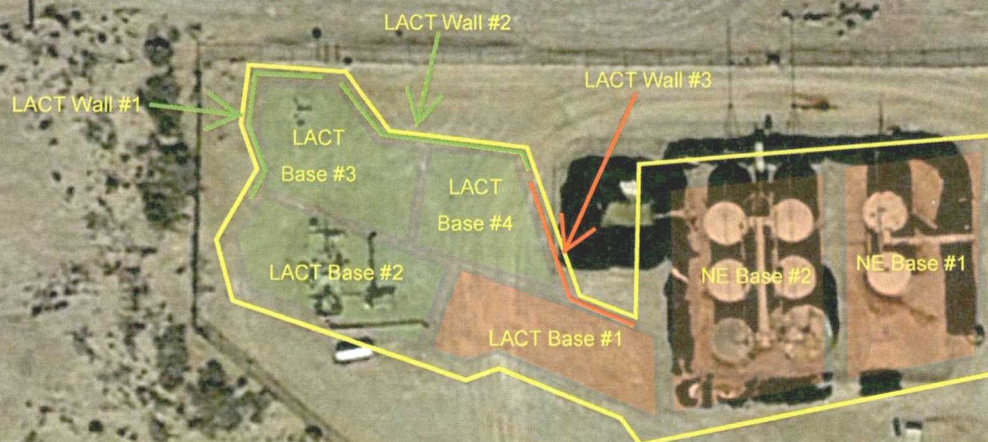 LACT Wall #2
LACT Wall #3
LACT Wall #1
LACT
Base #3
LACT
Base #4
LACT Base #2
NE Base #2
NE Base #1
LACT Base #1